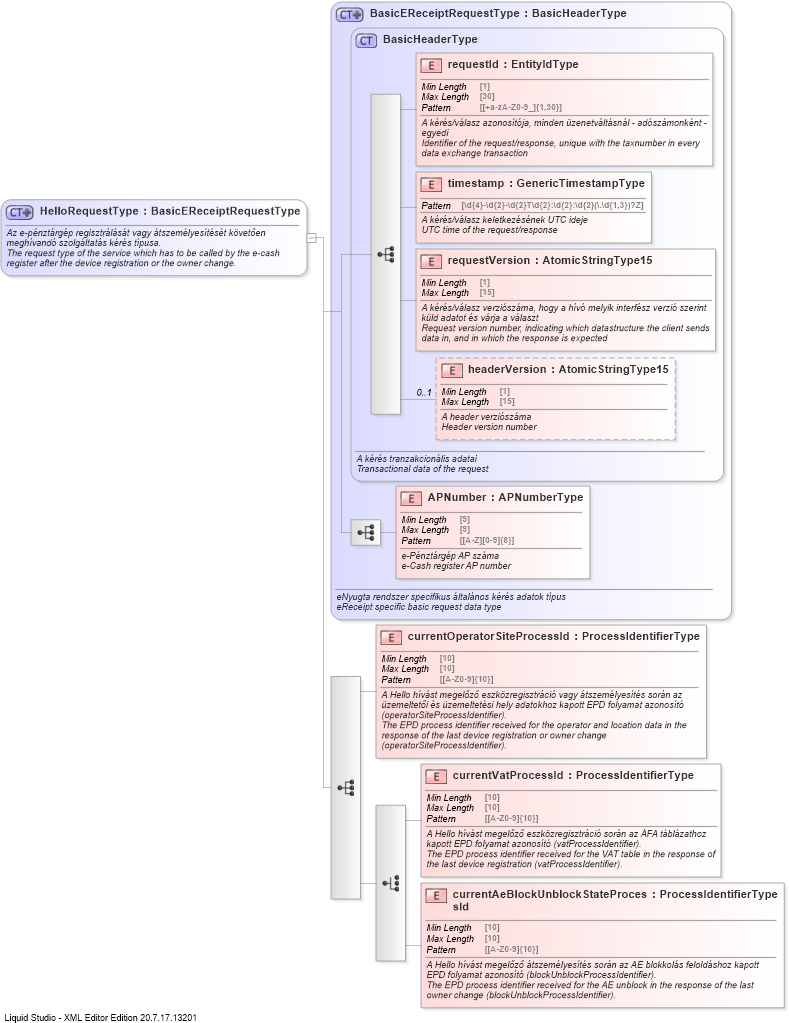 CT+ BasicEReceiptRequestType : BasicHeaderType
CT BasicHeaderType
E requestId : EntityIdType
Min Length [1]
Max Length [30]
Pattern [[+a-zA-Z0-9_]{1,30}]
A kérés/válasz azonosítója, minden üzenetváltásnál - adószámonként -
egyedi
Identifier of the request/response, unique with the taxnumber in every
data exchange transaction
E timestamp : GenericTimestampType
Pattern [\d{4}-\d{2}-\d{2}T\d{2}:\d{2}:\d{2}(\.\d{1,3})?Z]
A kérés/válasz keletkezésének UTC ideje
UTC time of the request/response
CT+ HelloRequestType : BasicEReceiptRequestType
Az e-pénztárgép regisztrálását vagy átszemélyesítését követően
meghívandó szolgáltatás kérés típusa.
The request type of the service which has to be called by the e-cash
register after the device registration or the owner change.
E requestVersion : AtomicStringType15
Min Length [1]
Max Length [15]
A kérés/válasz verziószáma, hogy a hívó melyik interfész verzió szerint
küld adatot és várja a választ
Request version number, indicating which datastructure the client sends
data in, and in which the response is expected
E headerVersion : AtomicStringType15
0..1
Min Length [1]
Max Length [15]
A header verziószáma
Header version number
A kérés tranzakcionális adatai
Transactional data of the request
E APNumber : APNumberType
Min Length [9]
Max Length [9]
Pattern [[A-Z][0-9]{8}]
e-Pénztárgép AP száma
e-Cash register AP number
eNyugta rendszer specifikus általános kérés adatok típus
eReceipt specific basic request data type
E currentOperatorSiteProcessId : ProcessIdentifierType
Min Length [10]
Max Length [10]
Pattern [[A-Z0-9]{10}]
A Hello hívást megelőző eszközregisztráció vagy átszemélyesítés során az
üzemeltetői és üzemeltetési hely adatokhoz kapott EPD folyamat azonosító
(operatorSiteProcessIdentifier).
The EPD process identifier received for the operator and location data in the
response of the last device registration or owner change
(operatorSiteProcessIdentifier).
E currentVatProcessId : ProcessIdentifierType
Min Length [10]
Max Length [10]
Pattern [[A-Z0-9]{10}]
A Hello hívást megelőző eszközregisztráció során az ÁFA táblázathoz
kapott EPD folyamat azonosító (vatProcessIdentifier).
The EPD process identifier received for the VAT table in the response of
the last device registration (vatProcessIdentifier).
E currentAeBlockUnblockStateProces : ProcessIdentifierType
sId
Min Length [10]
Max Length [10]
Pattern [[A-Z0-9]{10}]
A Hello hívást megelőző átszemélyesítés során az AE blokkolás feloldáshoz kapott
EPD folyamat azonosító (blockUnblockProcessIdentifier).
The EPD process identifier received for the AE unblock in the response of the last
owner change (blockUnblockProcessIdentifier).
Liquid Studio - XML Editor Edition 20.7.17.13201